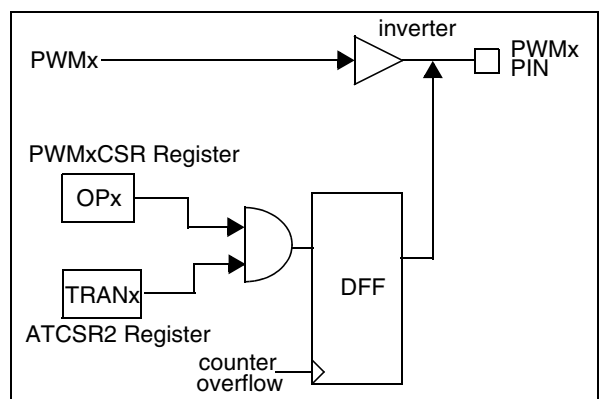 inverter
PWMx
PWMx
PIN
PWMxCSR Register
OPx
TRANx
ATCSR2 Register
DFF
counter
overflow